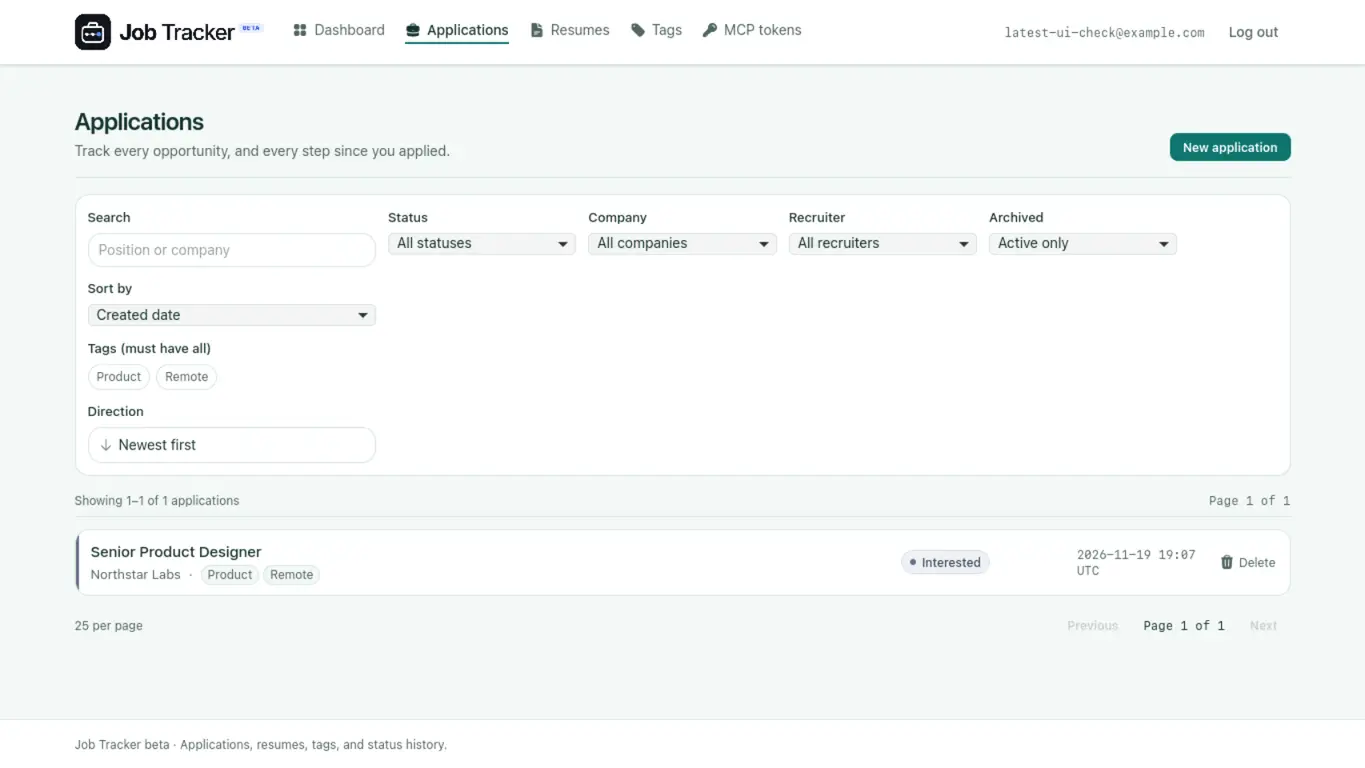 Job Tracker BETA
Dashboard
Applications
Resumes
Tags
MCP tokens
latest-ui-check@example.com
Log out
Applications
Track every opportunity, and every step since you applied.
New application
Search
Status
Company
Recruiter
Archived
Position or company
All statuses
All companies
All recruiters
Active only
Sort by
Created date
Tags (must have all)
Product
Remote
Direction
↓ Newest first
Showing 1–1 of 1 applications
Page 1 of 1
Senior Product Designer
Northstar Labs · Product Remote
Interested
2026-11-19 19:07
UTC
Delete
25 per page
Previous
Page 1 of 1
Next
Job Tracker beta · Applications, resumes, tags, and status history.